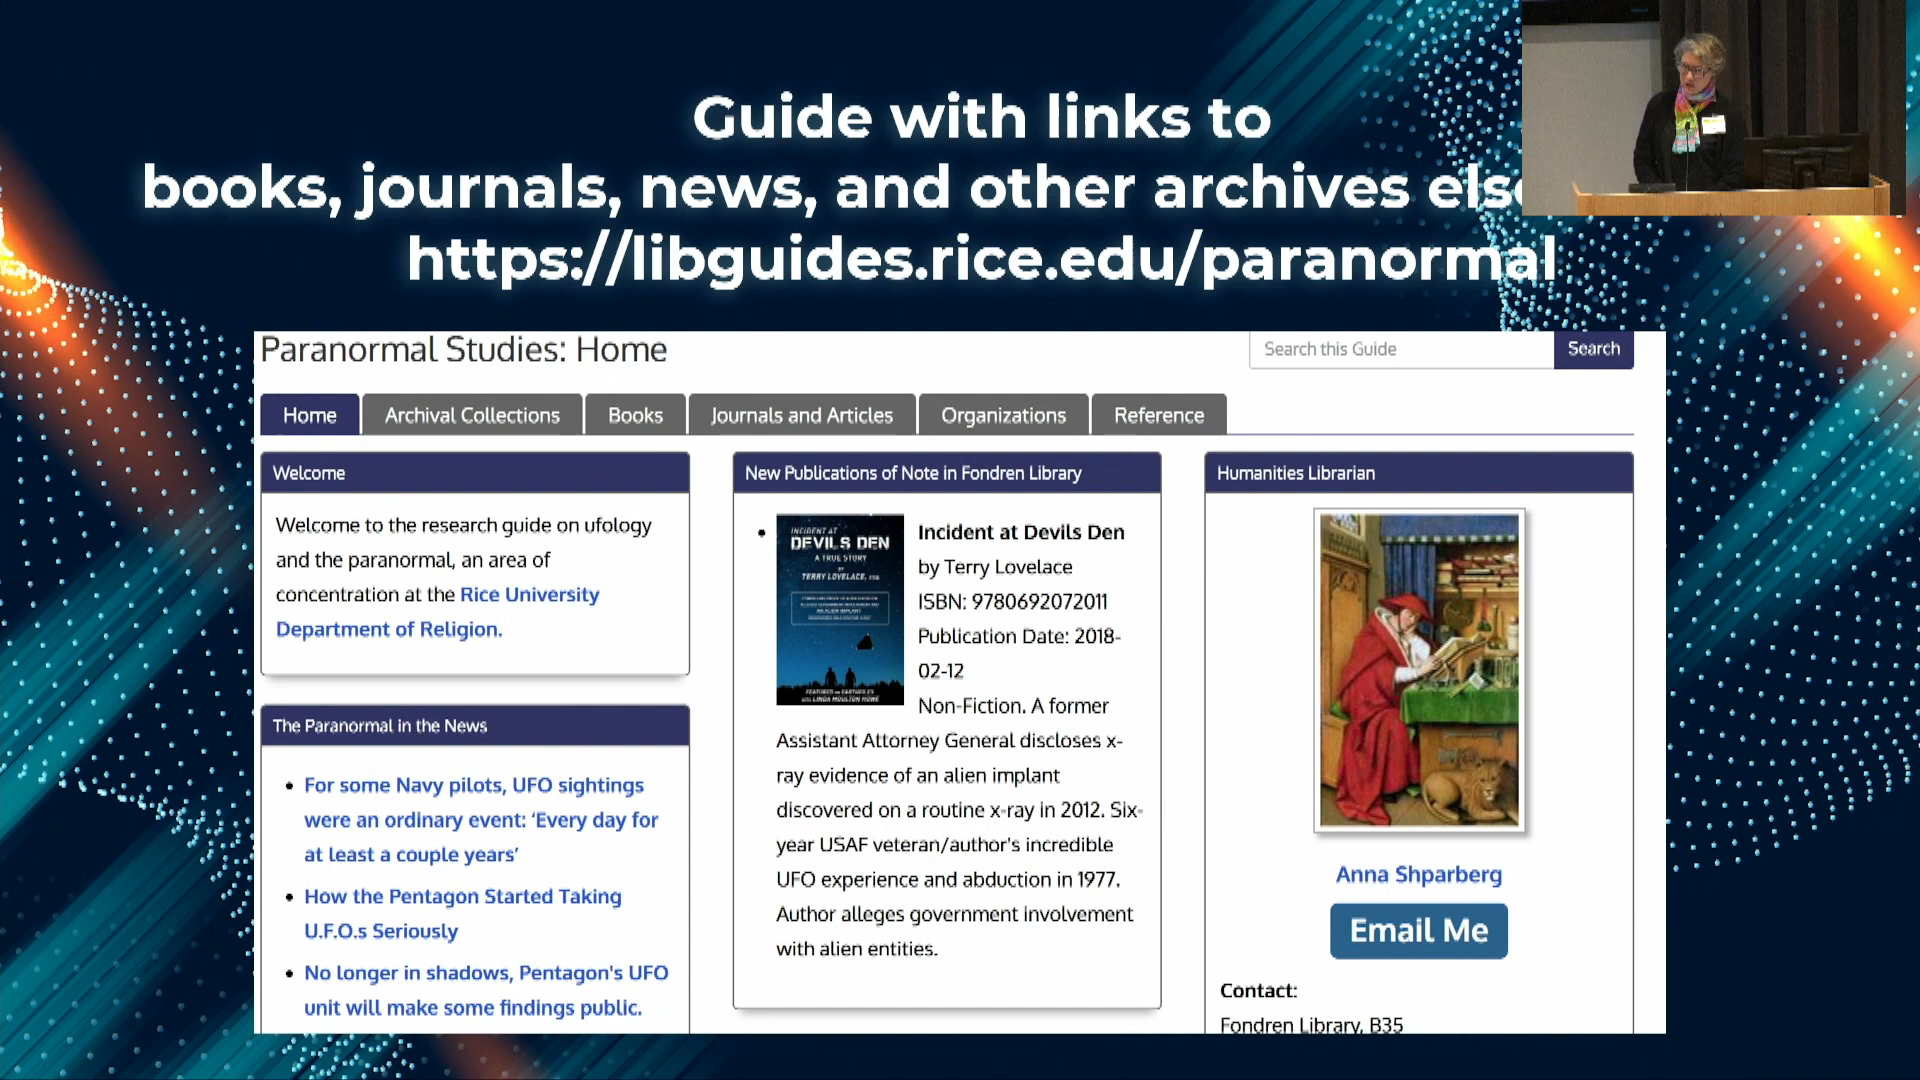 Guide with links to
books, journals, news, and other archives
https://libguides.rice.edu/paranormal
Paranormal Studies: Home
Search this Guide
Search
Home
Archival Collections
Books
Journals and Articles
Organizations
Reference
Welcome
Welcome to the research guide on ufology
and the paranormal, an area of
concentration at the Rice University
Department of Religion.
The Paranormal in the News
For some Navy pilots, UFO sightings
were an ordinary event: ‘Every day for
at least a couple years’
How the Pentagon Started Taking
U.F.O.s Seriously
No longer in shadows, Pentagon's UFO
unit will make some findings public.
New Publications of Note in Fondren Library
INCIDENT AT
DEVILS DEN
A TRUE STORY
BY
TERRY LOVELACE, ESQ.
Incident at Devils Den
by Terry Lovelace
ISBN: 9780692072011
Publication Date: 2018-
02-12
Non-Fiction. A former
Assistant Attorney General discloses x-
ray evidence of an alien implant
discovered on a routine x-ray in 2012. Six-
year USAF veteran/author's incredible
UFO experience and abduction in 1977.
Author alleges government involvement
with alien entities.
Humanities Librarian
Anna Shparberg
Email Me
Contact:
Fondren Library, B35